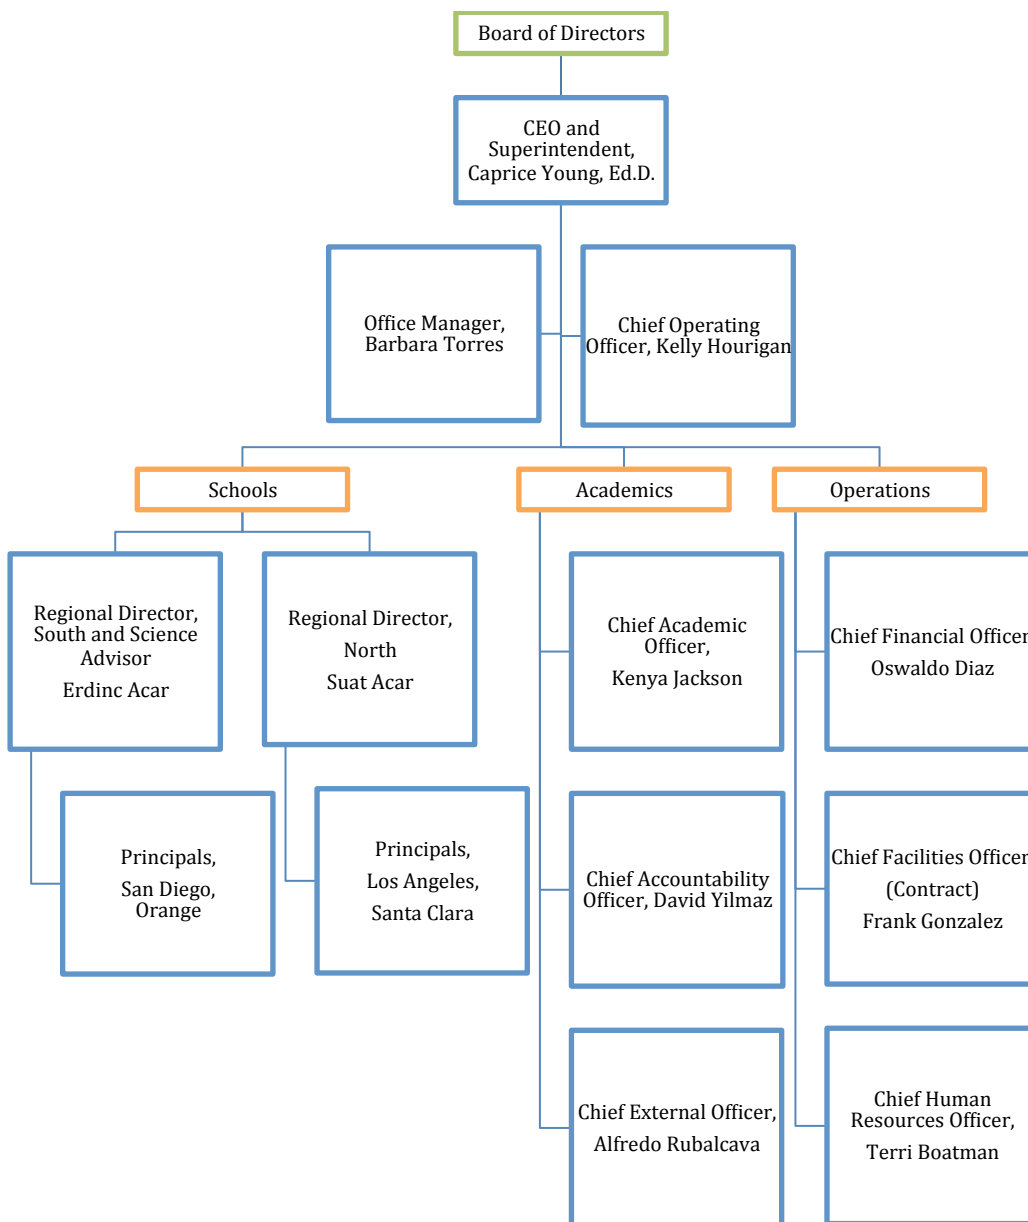 Board of Directors
CEO and
Superintendent,
Caprice Young, Ed.D.
Office Manager,
Barbara Torres
Chief Operating
Officer, Kelly Hourigan
Schools
Academics
Operations
Regional Director,
South and Science
Advisor
Erdinc Acar
Regional Director,
North
Suat Acar
Chief Academic
Officer,
Kenya Jackson
Chief Financial Officer
Oswaldo Diaz
Principals,
San Diego,
Orange
Principals,
Los Angeles,
Santa Clara
Chief Accountability
Officer, David Yilmaz
Chief Facilities Officer
(Contract)
Frank Gonzalez
Chief External Officer,
Alfredo Rubalcava
Chief Human
Resources Officer,
Terri Boatman